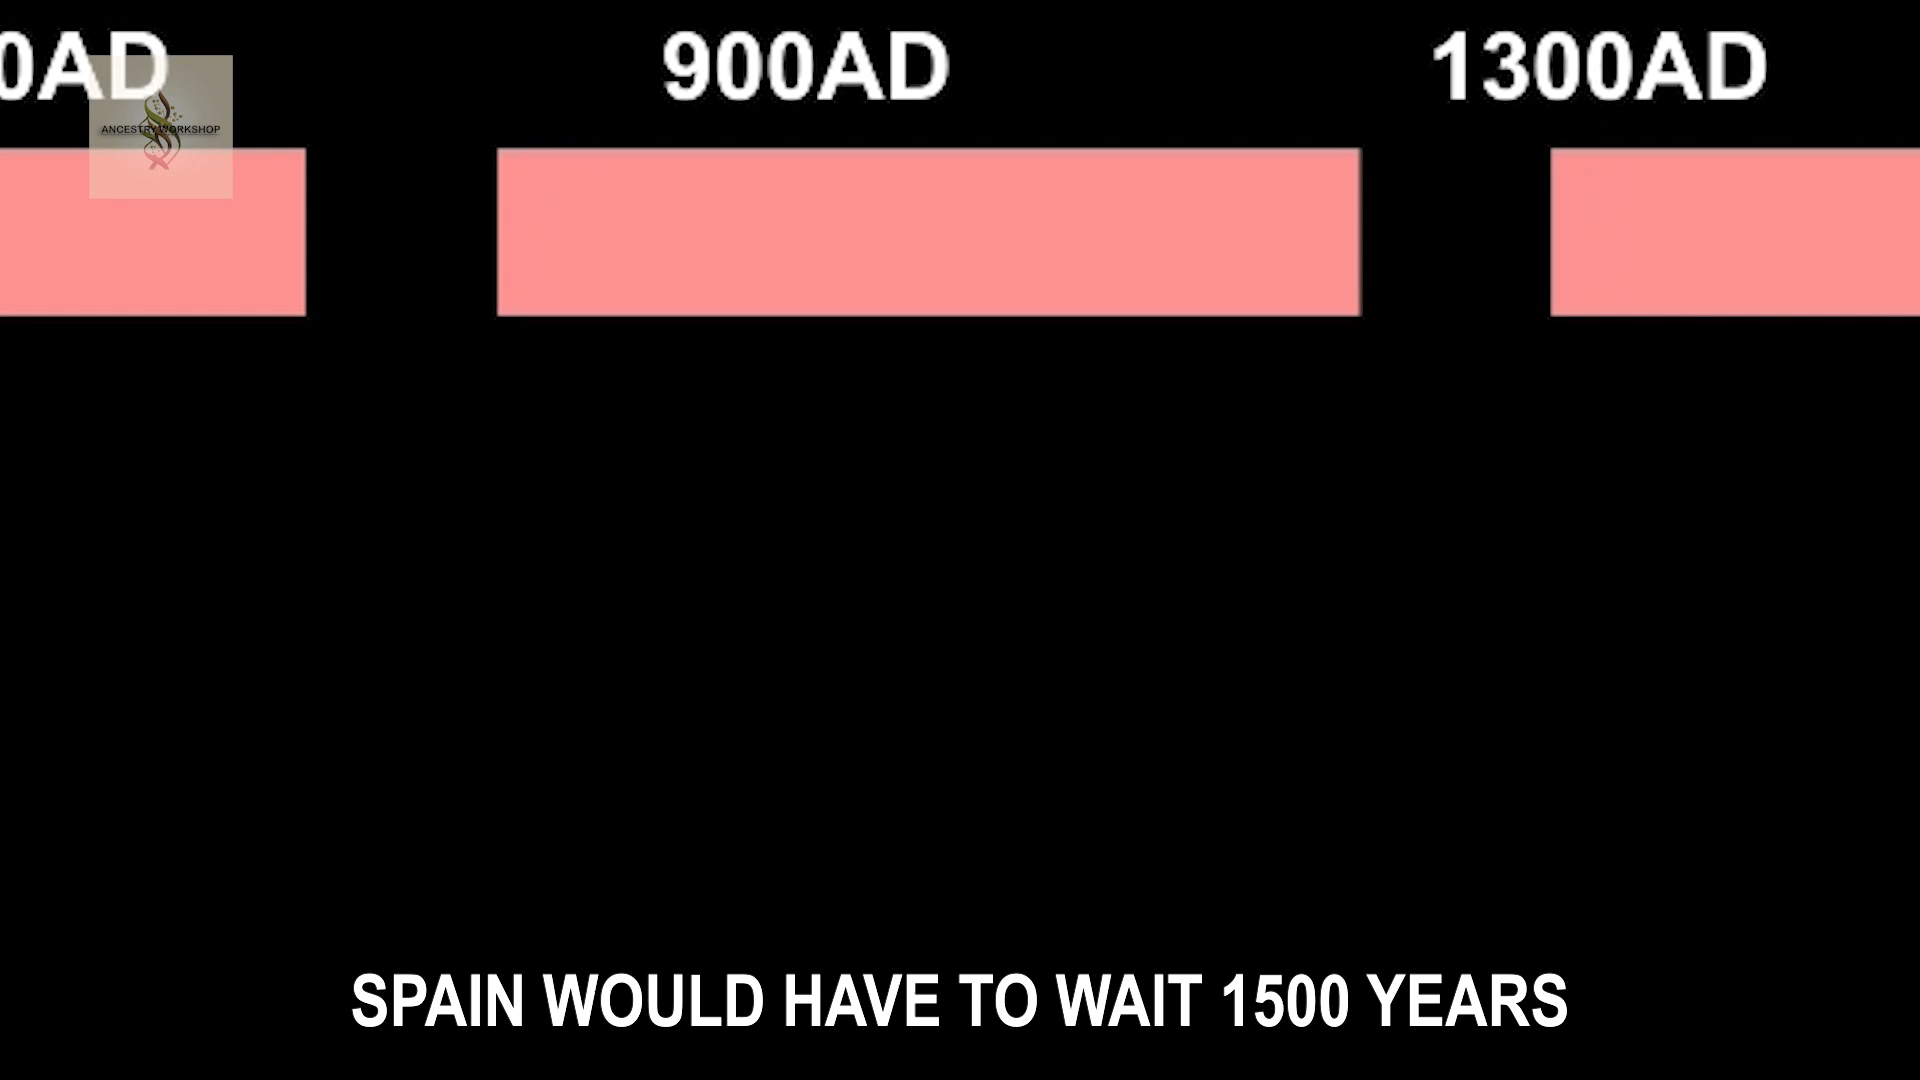 0AD 900AD 1300AD
ANCESTRY WORKSHOP
SPAIN WOULD HAVE TO WAIT 1500 YEARS